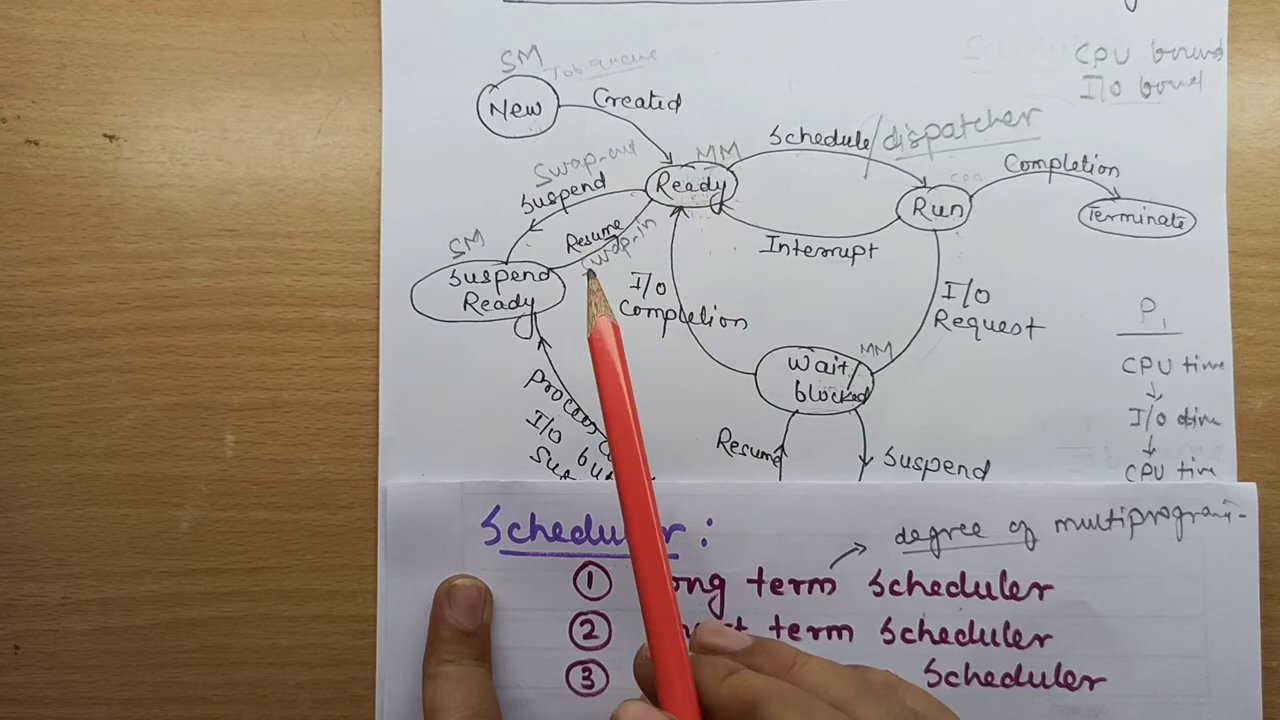 SM
Job queue
New
Created
CPU bound
I/O bound
MM
Schedule/dispatcher
Swap-out
Suspend
Ready
CPU
Run
Completion
Terminate
Resume
Swap-in
Interrupt
SM
Suspend
Ready
I/O
Completion
I/O
Request
P1
MM
Wait/
blocked
CPU time
I/O time
CPU time
process
I/O
Resume
Suspend
degree of
① term Scheduler
② term Scheduler
③ Scheduler